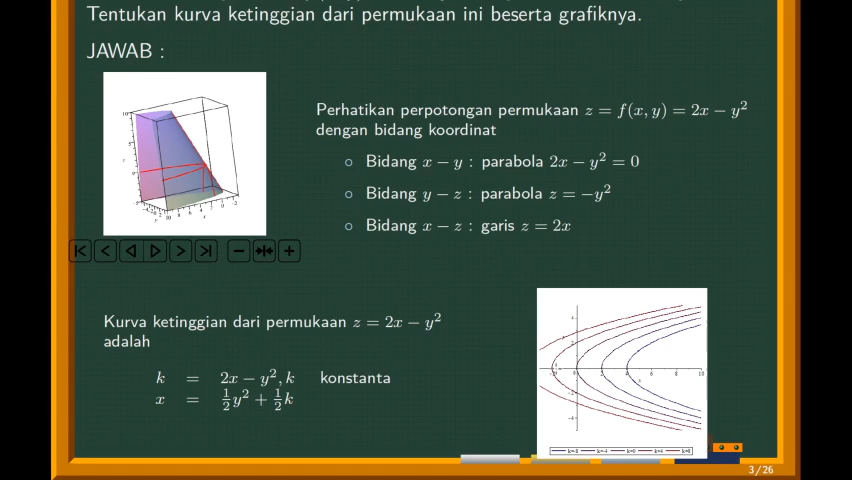 Tentukan kurva ketinggian dari permukaan ini beserta grafiknya.
JAWAB :
Perhatikan perpotongan permukaan z = f(x, y) = 2x − y²
dengan bidang koordinat
Bidang x − y : parabola 2x − y² = 0
Bidang y − z : parabola z = −y²
Bidang x − z : garis z = 2x
Kurva ketinggian dari permukaan z = 2x − y²
adalah
k = 2x − y², k konstanta
x = ½y² + ½k
3/26